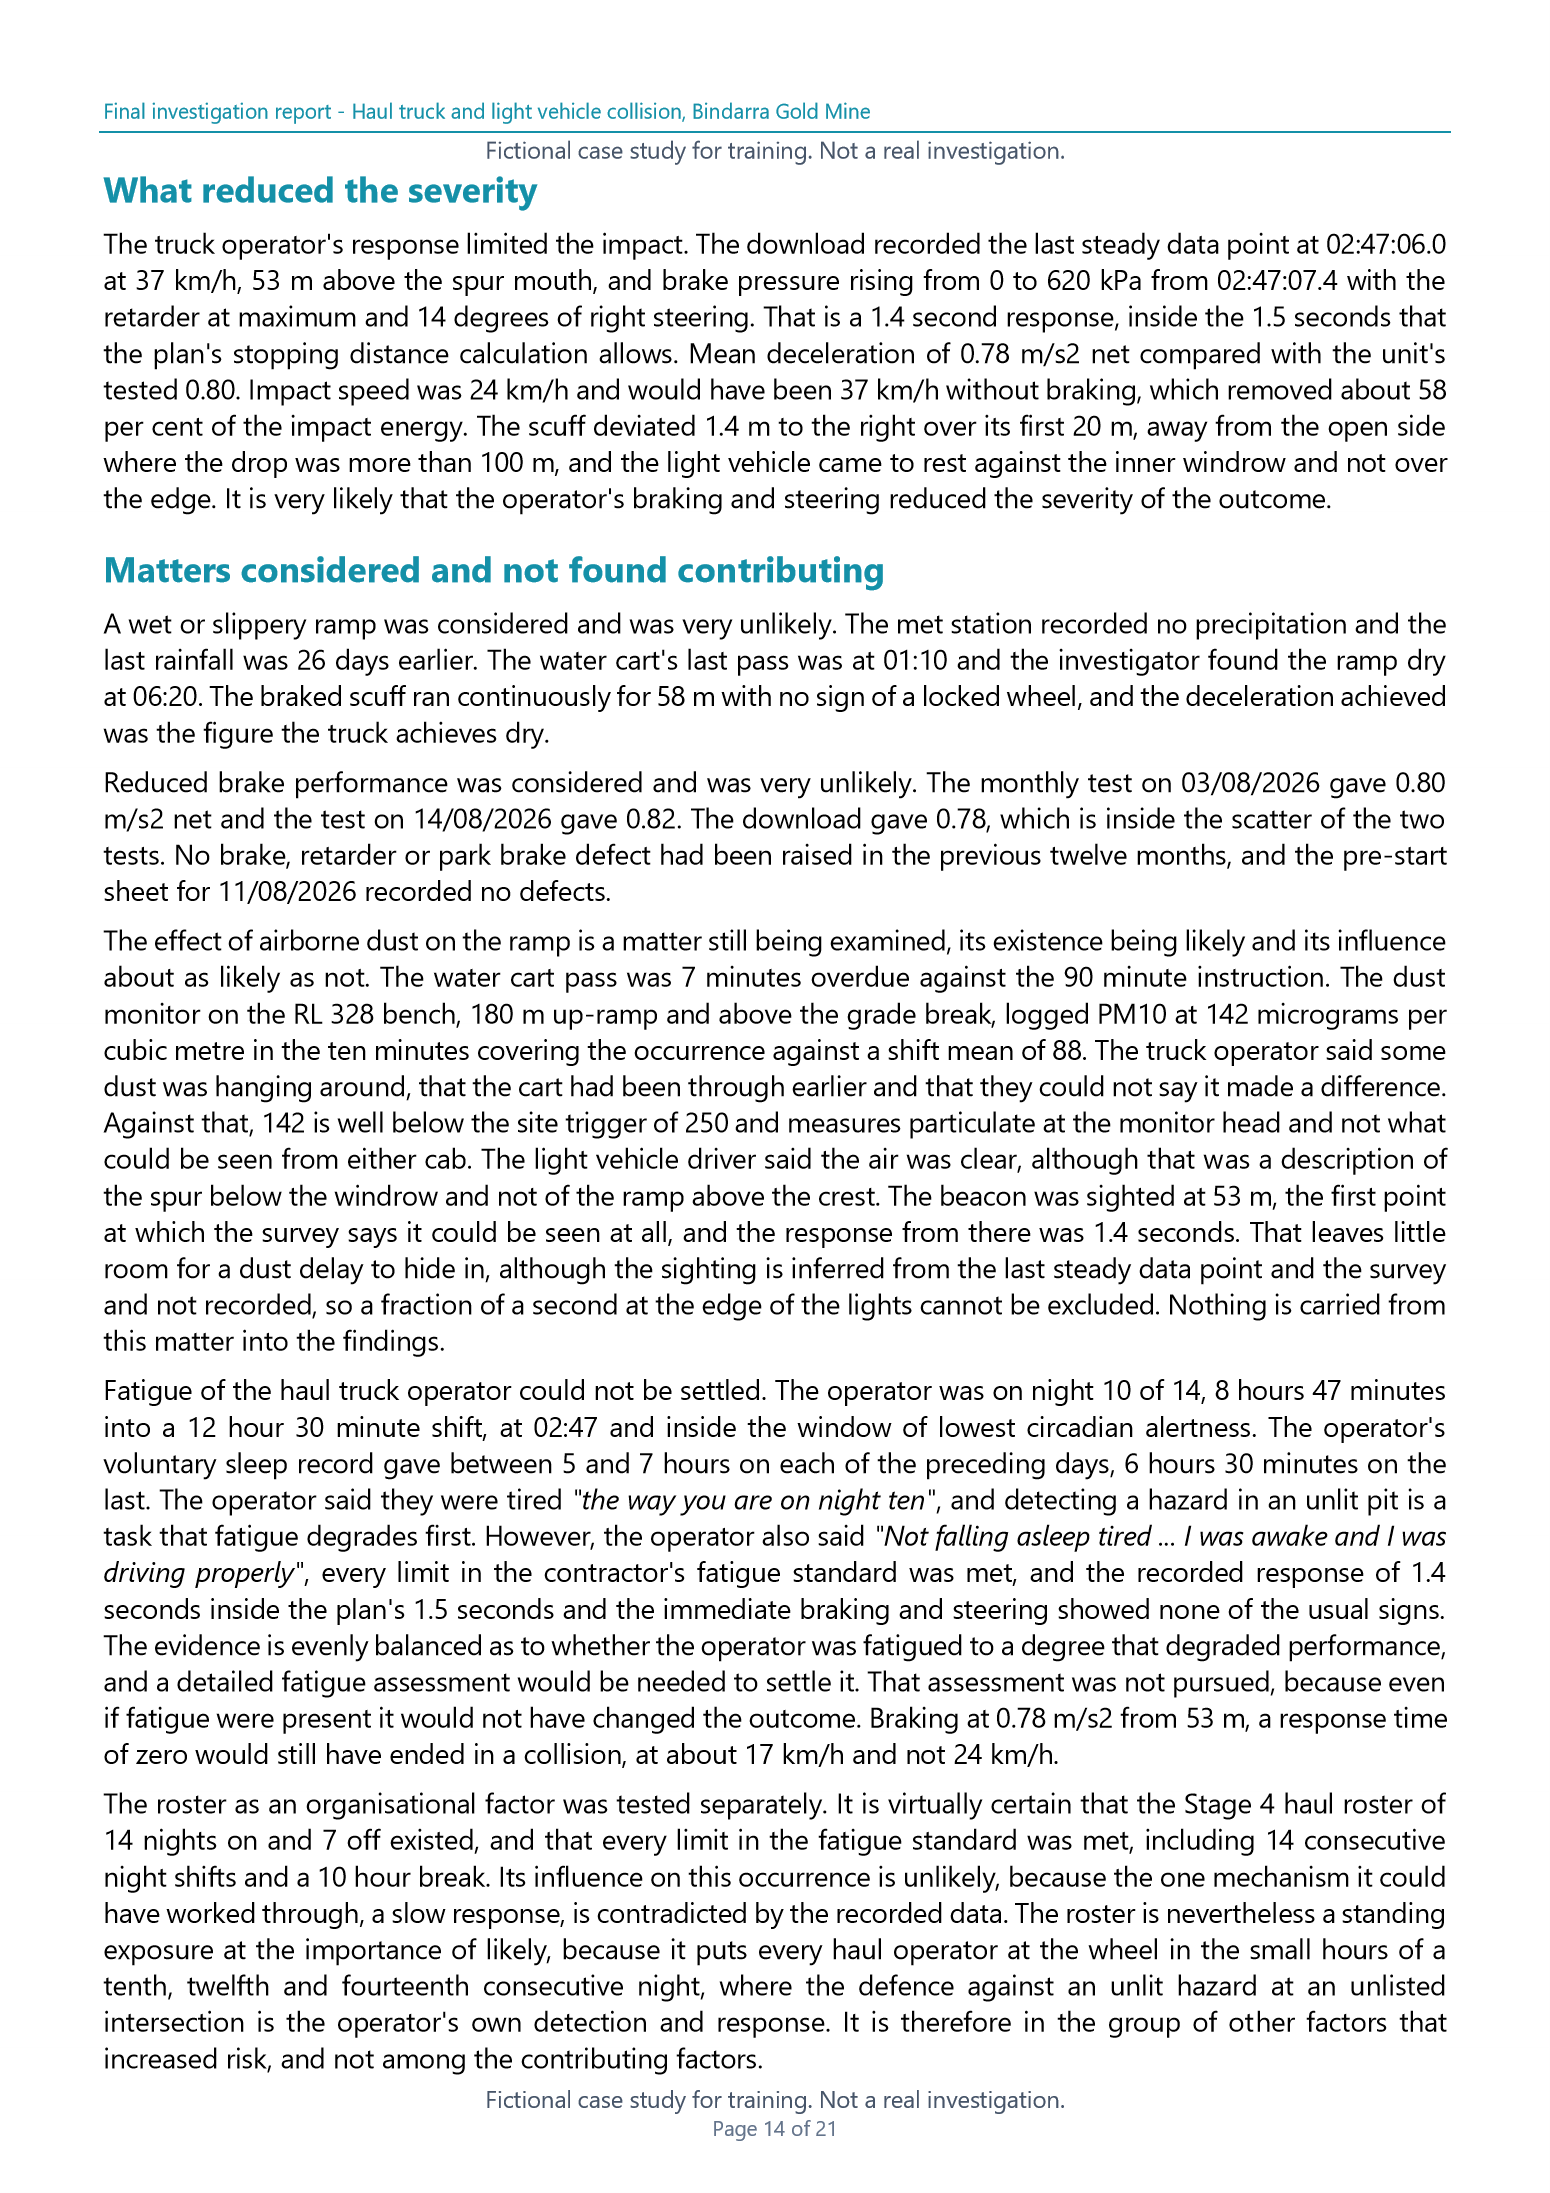 Final investigation report - Haul truck and light vehicle collision, Bindarra Gold Mine
Fictional case study for training. Not a real investigation.
What reduced the severity
The truck operator's response limited the impact. The download recorded the last steady data point at 02:47:06.0
at 37 km/h, 53 m above the spur mouth, and brake pressure rising from 0 to 620 kPa from 02:47:07.4 with the
retarder at maximum and 14 degrees of right steering. That is a 1.4 second response, inside the 1.5 seconds that
the plan's stopping distance calculation allows. Mean deceleration of 0.78 m/s2 net compared with the unit's
tested 0.80. Impact speed was 24 km/h and would have been 37 km/h without braking, which removed about 58
per cent of the impact energy. The scuff deviated 1.4 m to the right over its first 20 m, away from the open side
where the drop was more than 100 m, and the light vehicle came to rest against the inner windrow and not over
the edge. It is very likely that the operator's braking and steering reduced the severity of the outcome.
Matters considered and not found contributing
A wet or slippery ramp was considered and was very unlikely. The met station recorded no precipitation and the
last rainfall was 26 days earlier. The water cart's last pass was at 01:10 and the investigator found the ramp dry
at 06:20. The braked scuff ran continuously for 58 m with no sign of a locked wheel, and the deceleration achieved
was the figure the truck achieves dry.
Reduced brake performance was considered and was very unlikely. The monthly test on 03/08/2026 gave 0.80
m/s2 net and the test on 14/08/2026 gave 0.82. The download gave 0.78, which is inside the scatter of the two
tests. No brake, retarder or park brake defect had been raised in the previous twelve months, and the pre-start
sheet for 11/08/2026 recorded no defects.
The effect of airborne dust on the ramp is a matter still being examined, its existence being likely and its influence
about as likely as not. The water cart pass was 7 minutes overdue against the 90 minute instruction. The dust
monitor on the RL 328 bench, 180 m up-ramp and above the grade break, logged PM10 at 142 micrograms per
cubic metre in the ten minutes covering the occurrence against a shift mean of 88. The truck operator said some
dust was hanging around, that the cart had been through earlier and that they could not say it made a difference.
Against that, 142 is well below the site trigger of 250 and measures particulate at the monitor head and not what
could be seen from either cab. The light vehicle driver said the air was clear, although that was a description of
the spur below the windrow and not of the ramp above the crest. The beacon was sighted at 53 m, the first point
at which the survey says it could be seen at all, and the response from there was 1.4 seconds. That leaves little
room for a dust delay to hide in, although the sighting is inferred from the last steady data point and the survey
and not recorded, so a fraction of a second at the edge of the lights cannot be excluded. Nothing is carried from
this matter into the findings.
Fatigue of the haul truck operator could not be settled. The operator was on night 10 of 14, 8 hours 47 minutes
into a 12 hour 30 minute shift, at 02:47 and inside the window of lowest circadian alertness. The operator's
voluntary sleep record gave between 5 and 7 hours on each of the preceding days, 6 hours 30 minutes on the
last. The operator said they were tired "the way you are on night ten", and detecting a hazard in an unlit pit is a
task that fatigue degrades first. However, the operator also said "Not falling asleep tired ... I was awake and I was
driving properly", every limit in the contractor's fatigue standard was met, and the recorded response of 1.4
seconds inside the plan's 1.5 seconds and the immediate braking and steering showed none of the usual signs.
The evidence is evenly balanced as to whether the operator was fatigued to a degree that degraded performance,
and a detailed fatigue assessment would be needed to settle it. That assessment was not pursued, because even
if fatigue were present it would not have changed the outcome. Braking at 0.78 m/s2 from 53 m, a response time
of zero would still have ended in a collision, at about 17 km/h and not 24 km/h.
The roster as an organisational factor was tested separately. It is virtually certain that the Stage 4 haul roster of
14 nights on and 7 off existed, and that every limit in the fatigue standard was met, including 14 consecutive
night shifts and a 10 hour break. Its influence on this occurrence is unlikely, because the one mechanism it could
have worked through, a slow response, is contradicted by the recorded data. The roster is nevertheless a standing
exposure at the importance of likely, because it puts every haul operator at the wheel in the small hours of a
tenth, twelfth and fourteenth consecutive night, where the defence against an unlit hazard at an unlisted
intersection is the operator's own detection and response. It is therefore in the group of other factors that
increased risk, and not among the contributing factors.
Fictional case study for training. Not a real investigation.
Page 14 of 21